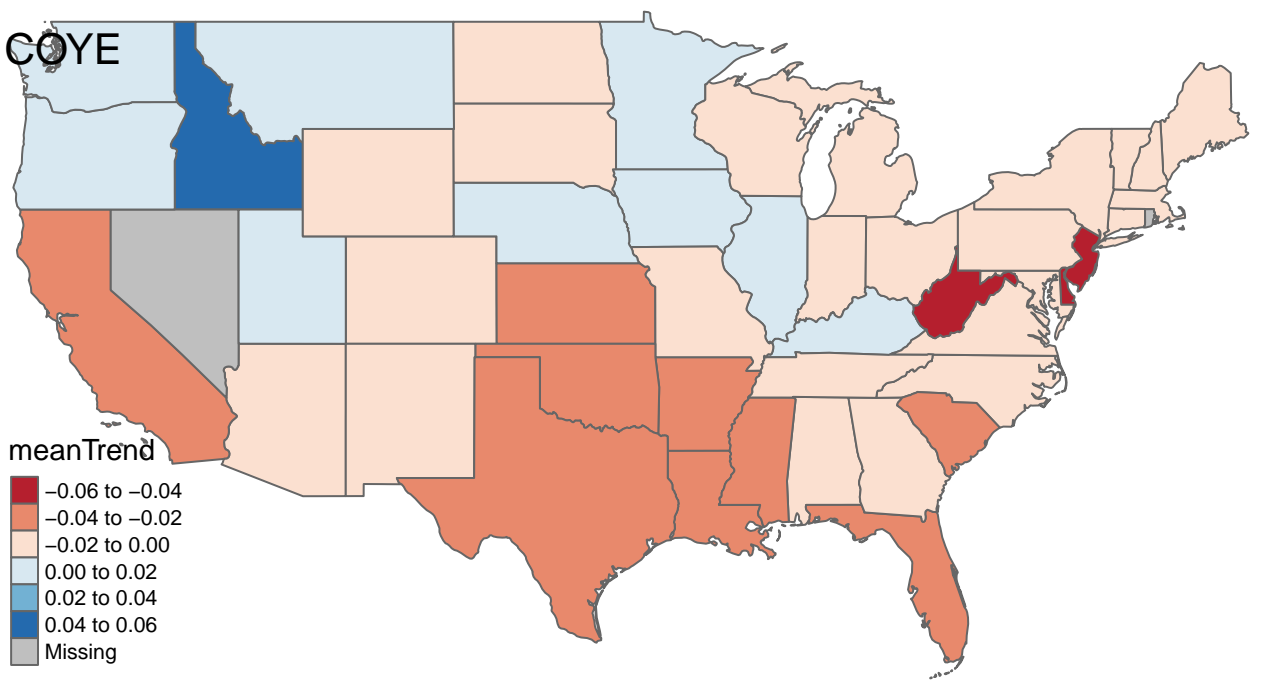 COYE
meanTrend
−0.06 to −0.04
−0.04 to −0.02
−0.02 to 0.00
0.00 to 0.02
0.02 to 0.04
0.04 to 0.06
Missing